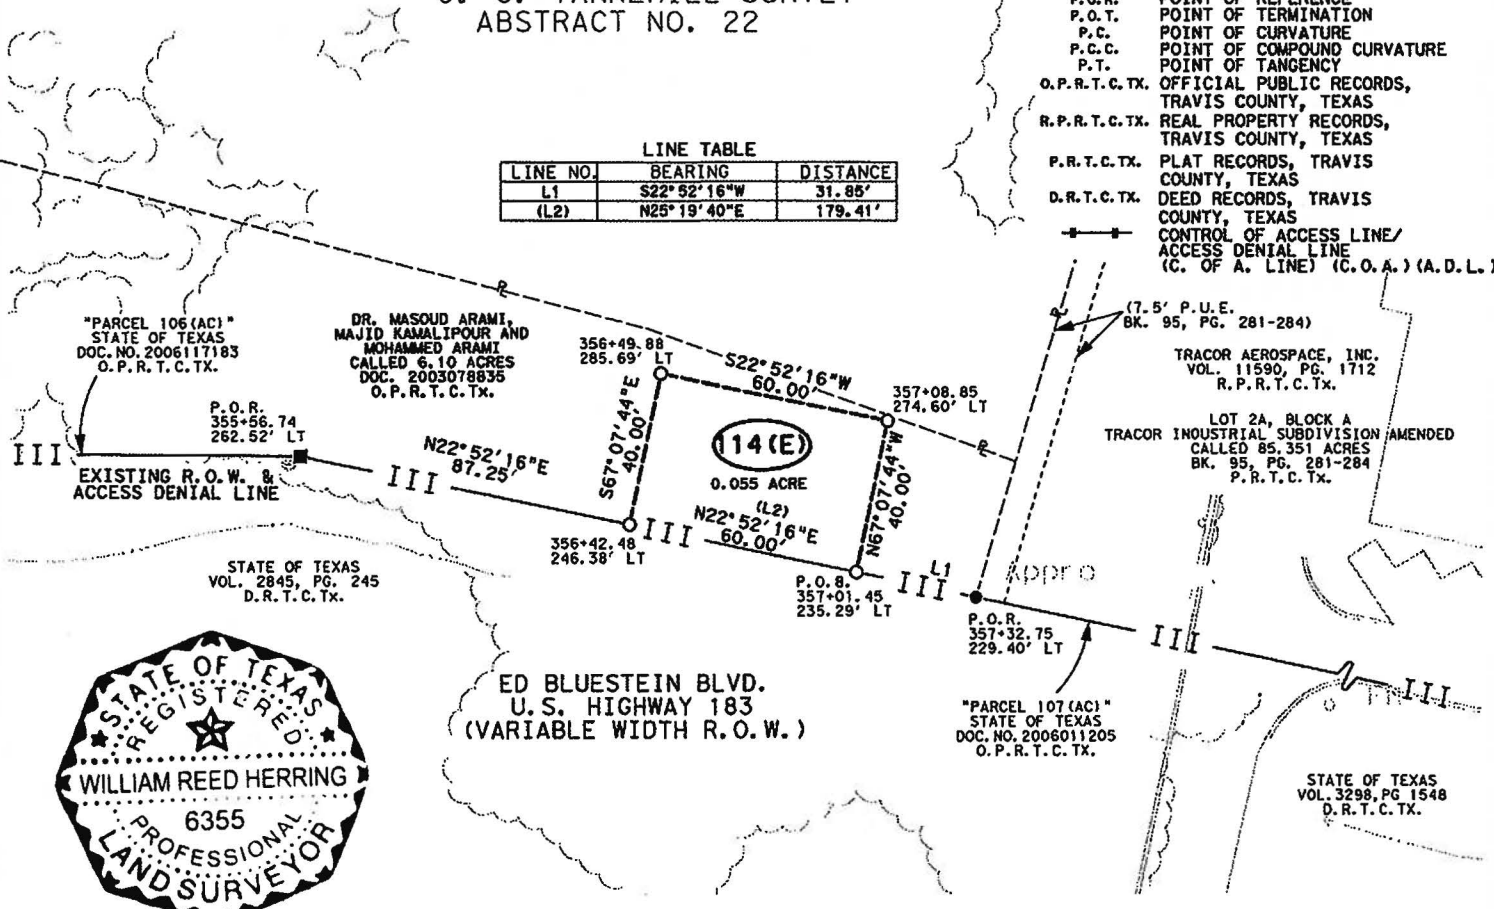 ABSTRACT NO. 22
P.O.R. POINT OF REFERENCE
P.O.T. POINT OF TERMINATION
P.C. POINT OF CURVATURE
P.C.C. POINT OF COMPOUND CURVATURE
P.T. POINT OF TANGENCY
O.P.R.T.C.TX. OFFICIAL PUBLIC RECORDS,
TRAVIS COUNTY, TEXAS
R.P.R.T.C.TX. REAL PROPERTY RECORDS,
TRAVIS COUNTY, TEXAS
P.R.T.C.TX. PLAT RECORDS, TRAVIS
COUNTY, TEXAS
D.R.T.C.TX. DEED RECORDS, TRAVIS
COUNTY, TEXAS
CONTROL OF ACCESS LINE/
ACCESS DENIAL LINE
(C. OF A. LINE) (C.O.A.) (A.D.L.)
LINE TABLE
LINE NO. BEARING DISTANCE
L1 S22°52'16"W 31.85'
(L2) N25°19'40"E 179.41'
"PARCEL 106(AC)"
STATE OF TEXAS
DOC. NO. 2006117183
O.P.R.T.C.TX.
DR. MASOUD ARAMI,
MAJID KAMALIPOUR AND
MOHAMMED ARAMI
CALLED 6.10 ACRES
DOC. 2003078835
O.P.R.T.C.Tx.
P.O.R.
355+56.74
262.52' LT
EXISTING R.O.W. &
ACCESS DENIAL LINE
N22°52'16"E
87.25'
356+49.88
285.69' LT
S67°07'44"E
40.00'
S22°52'16"W
60.00'
357+08.85
274.60' LT
114(E)
0.055 ACRE
(L2)
N22°52'16"E
60.00'
N67°07'44"W
40.00'
356+42.48
246.38' LT
P.O.B.
357+01.45
235.29' LT
L1
Appro
P.O.R.
357+32.75
229.40' LT
(7.5' P.U.E.
BK. 95, PG. 281-284)
TRACOR AEROSPACE, INC.
VOL. 11590, PG. 1712
R.P.R.T.C.Tx.
LOT 2A, BLOCK A
TRACOR INDUSTRIAL SUBDIVISION AMENDED
CALLED 85.351 ACRES
BK. 95, PG. 281-284
P.R.T.C.Tx.
STATE OF TEXAS
VOL. 2845, PG. 245
D.R.T.C.Tx.
ED BLUESTEIN BLVD.
U.S. HIGHWAY 183
(VARIABLE WIDTH R.O.W.)
"PARCEL 107(AC)"
STATE OF TEXAS
DOC. NO. 2006011205
O.P.R.T.C.TX.
STATE OF TEXAS
VOL. 3298, PG 1548
D.R.T.C.TX.
STATE OF TEXAS
REGISTERED
WILLIAM REED HERRING
6355
PROFESSIONAL
LAND SURVEYOR